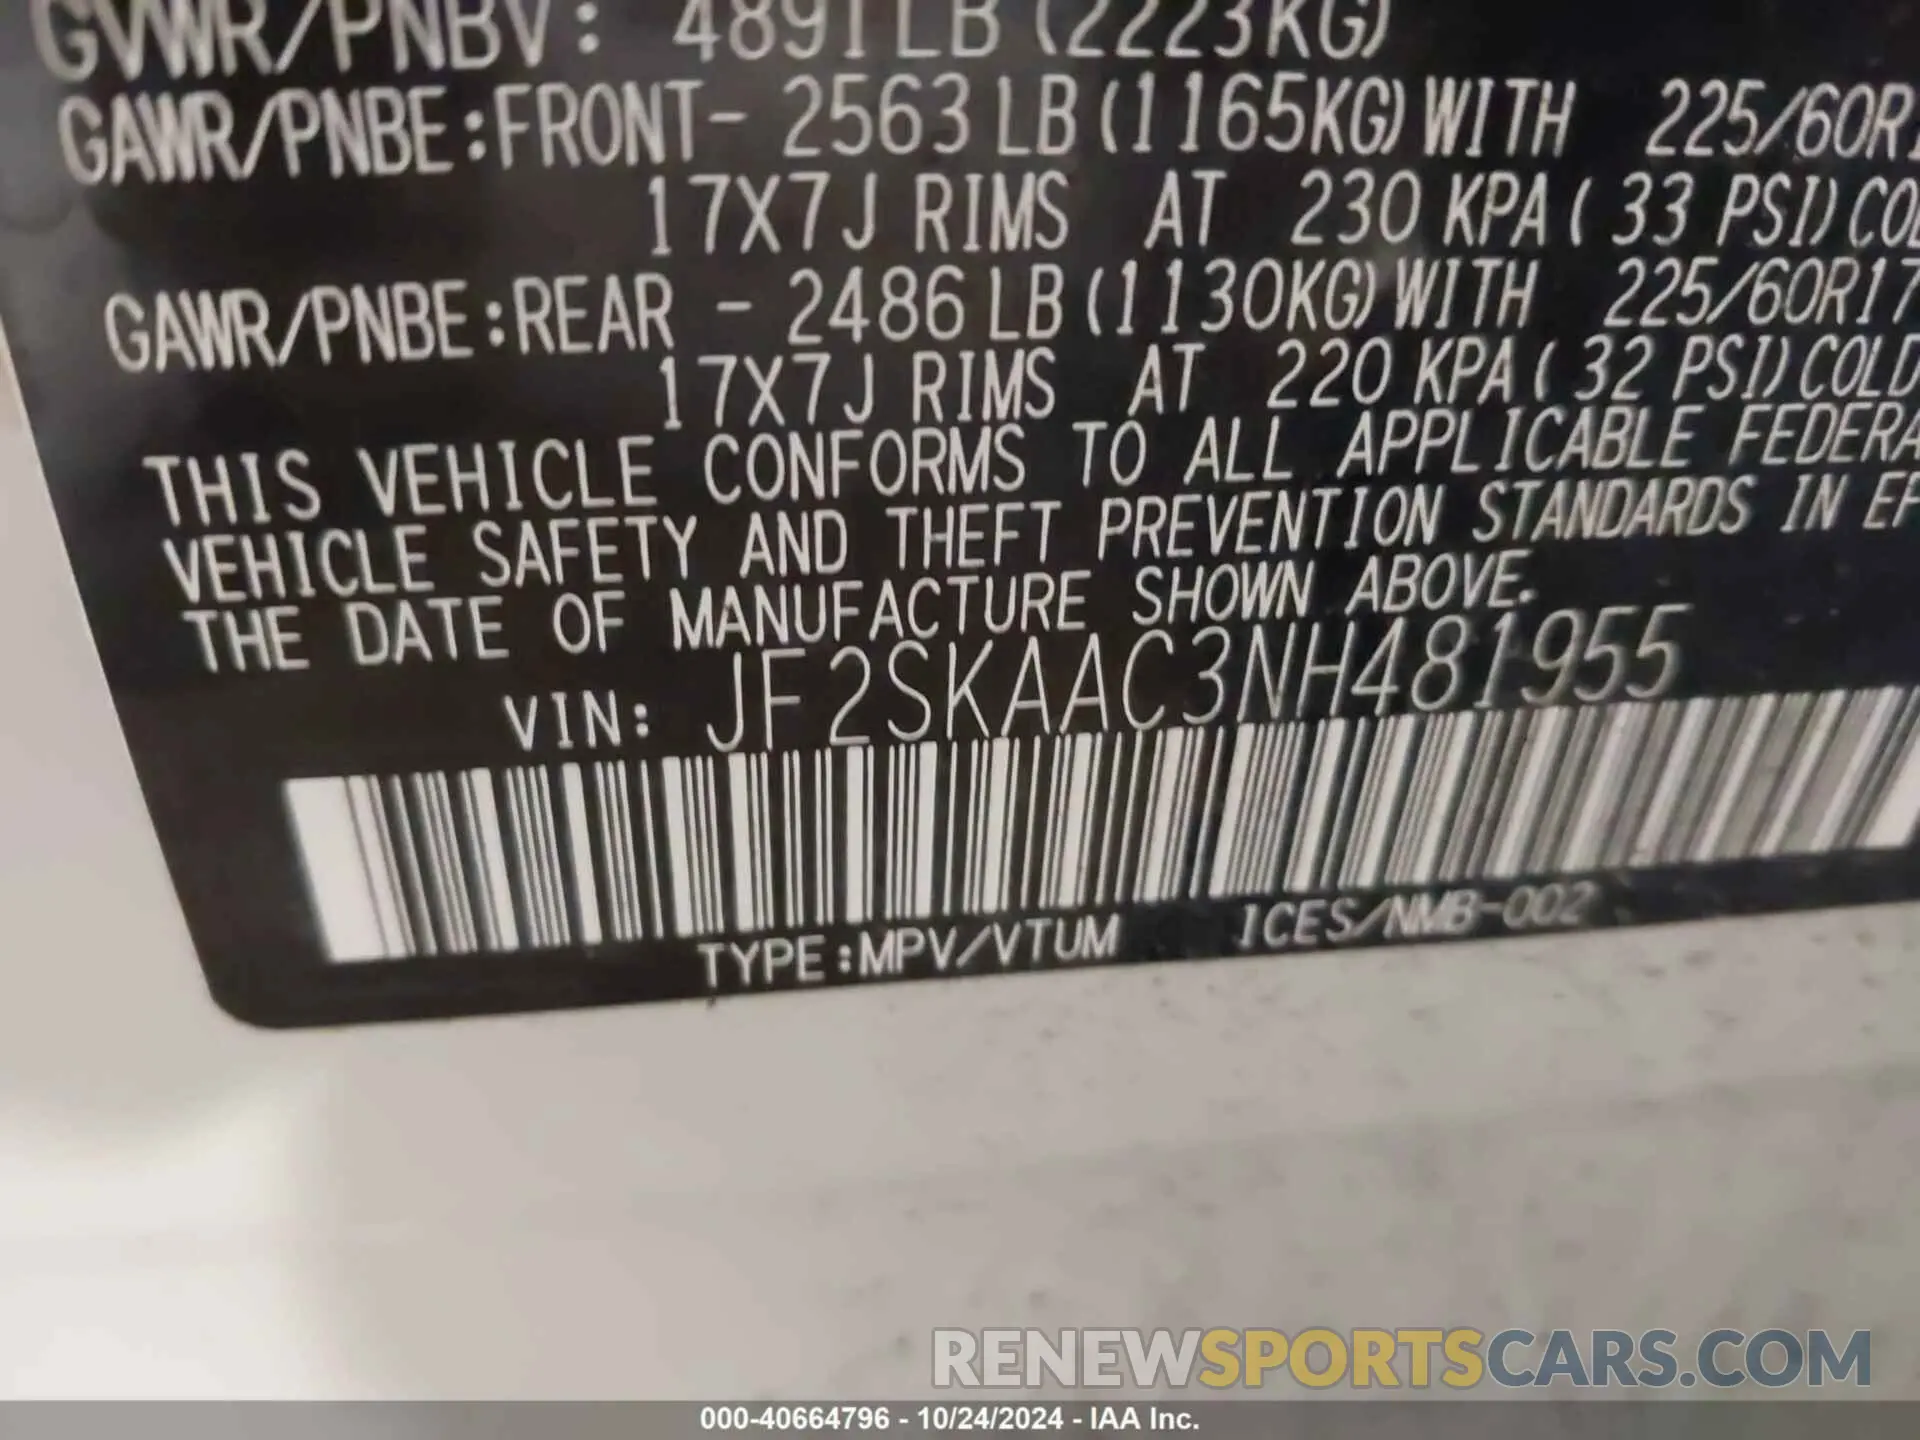 GVWR/PNBV: 4891LB (2223KG)
GAWR/PNBE:FRONT- 2563 LB (1165KG)WITH 225/60R1
17X7J RIMS AT 230 KPA( 33 PSI)COL
GAWR/PNBE:REAR - 2486 LB (1130KG)WITH 225/60R17
17X7J RIMS AT 220 KPA( 32 PSI)COLD
THIS VEHICLE CONFORMS TO ALL APPLICABLE FEDERA
VEHICLE SAFETY AND THEFT PREVENTION STANDARDS IN EF
THE DATE OF MANUFACTURE SHOWN ABOVE.
VIN: JF2SKAAC3NH481955
TYPE:MPV/VTUM ICES/NMB-002
RENEWSPORTSCARS.COM
000-40664796 - 10/24/2024 - IAA Inc.